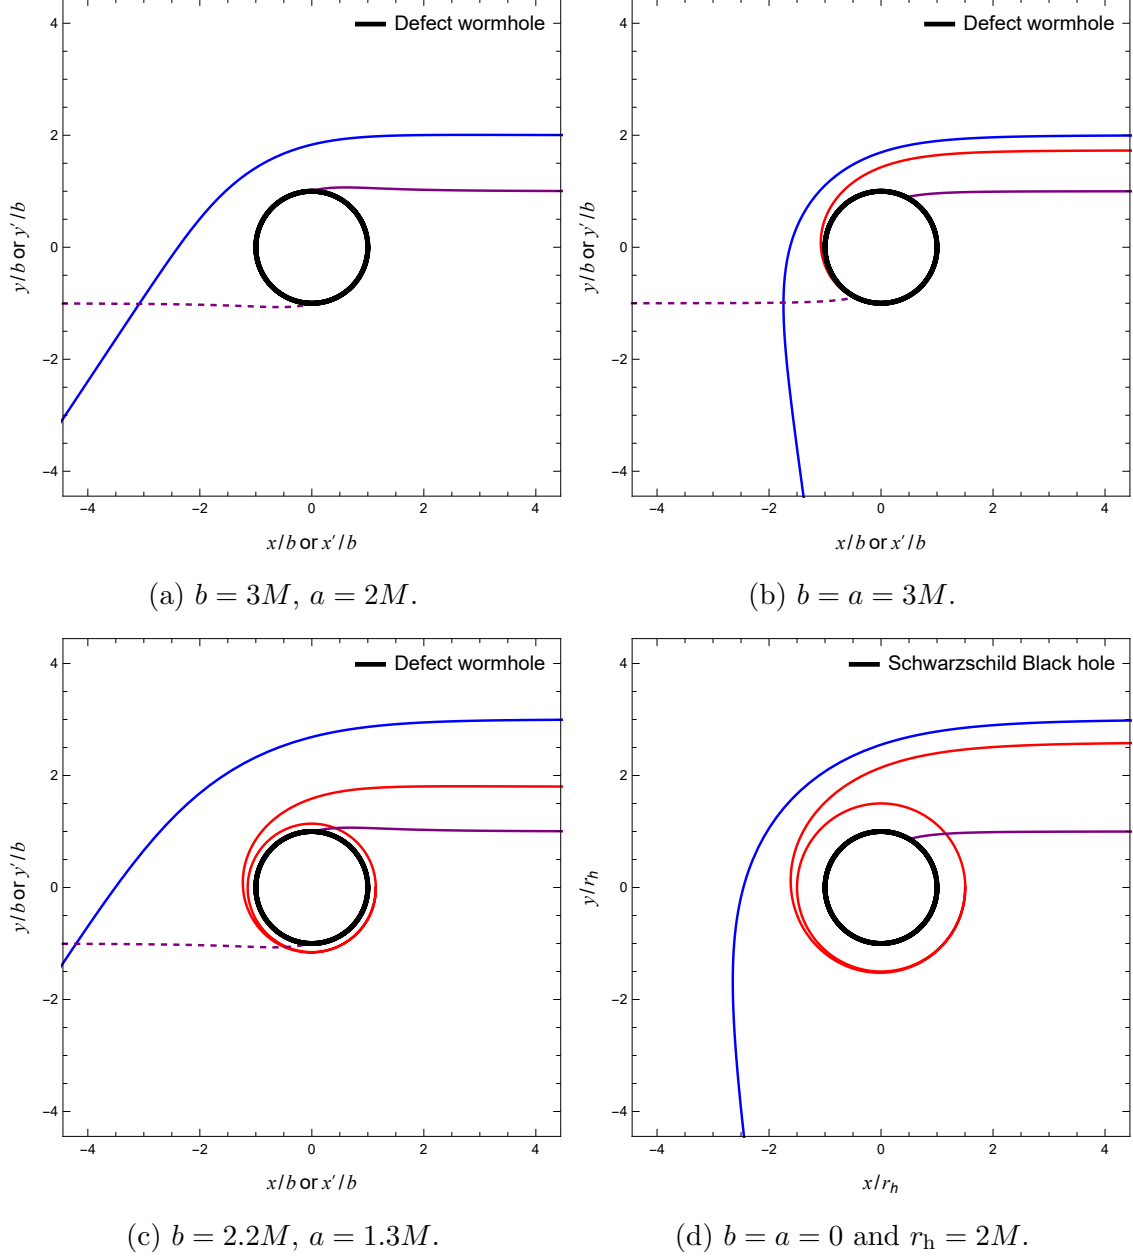 Defect wormhole
4
2
0
−2
−4
y/b or y′/b
−4 −2 0 2 4
x/b or x′/b
(a) b = 3M, a = 2M.
Defect wormhole
4
2
0
−2
−4
y/b or y′/b
−4 −2 0 2 4
x/b or x′/b
(b) b = a = 3M.
Defect wormhole
4
2
0
−2
−4
y/b or y′/b
−4 −2 0 2 4
x/b or x′/b
(c) b = 2.2M, a = 1.3M.
Schwarzschild Black hole
4
2
0
−2
−4
y/r_h
−4 −2 0 2 4
x/r_h
(d) b = a = 0 and r_h = 2M.